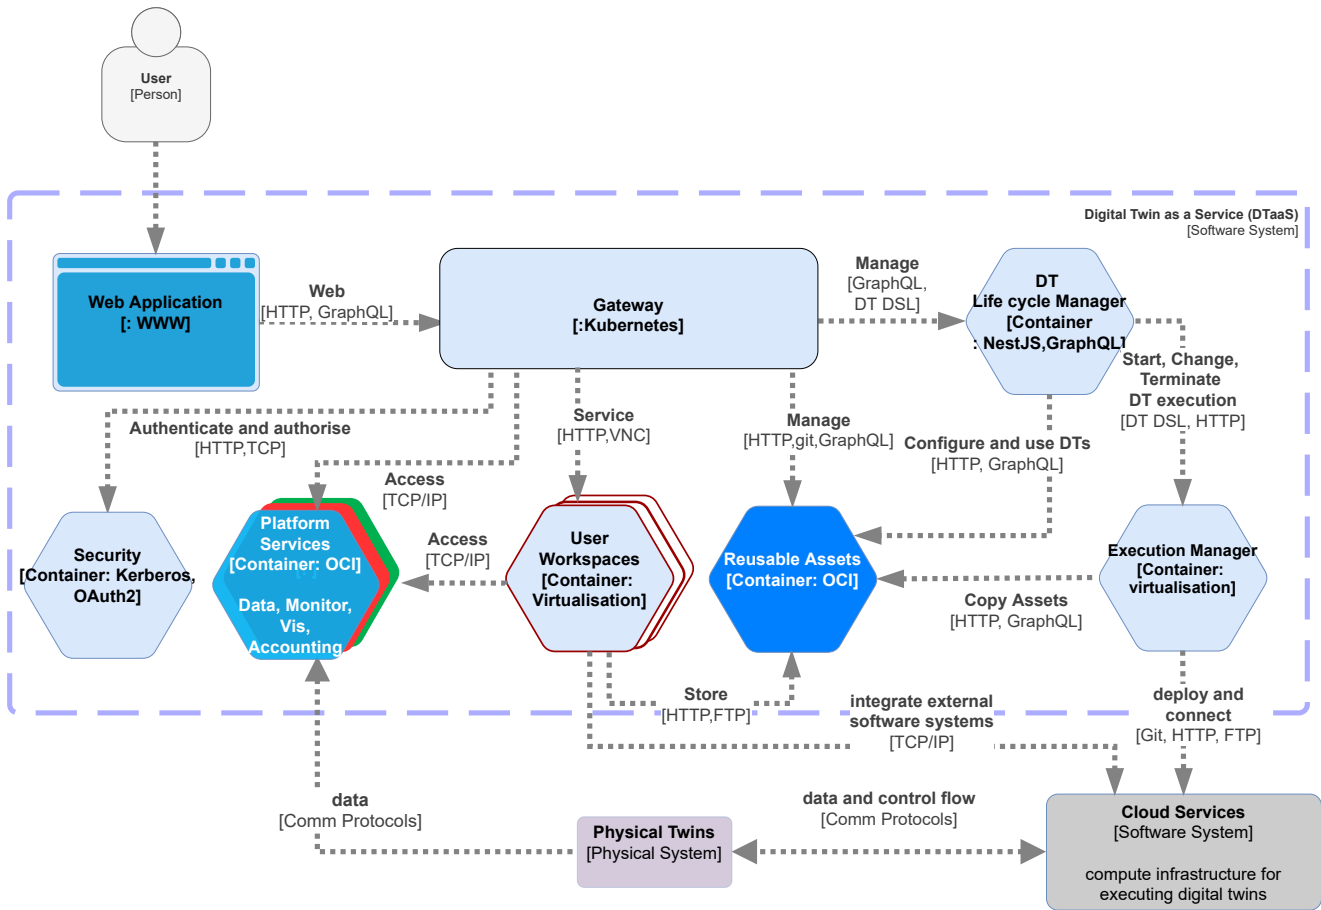 User
[Person]
Digital Twin as a Service (DTaaS)
[Software System]
Web Application
[: WWW]
Web
[HTTP, GraphQL]
Gateway
[:Kubernetes]
Manage
[GraphQL,
DT DSL]
DT
Life cycle Manager
[Container
: NestJS,GraphQL]
Start, Change,
Terminate
DT execution
[DT DSL, HTTP]
Authenticate and authorise
[HTTP,TCP]
Service
[HTTP,VNC]
Manage
[HTTP,git,GraphQL]
Configure and use DTs
[HTTP, GraphQL]
Access
[TCP/IP]
Access
[TCP/IP]
Security
[Container: Kerberos,
OAuth2]
Platform
Services
[Container: OCI]
Data, Monitor,
Vis,
Accounting
User
Workspaces
[Container:
Virtualisation]
Reusable Assets
[Container: OCI]
Execution Manager
[Container:
virtualisation]
Copy Assets
[HTTP, GraphQL]
Store
[HTTP,FTP]
integrate external
software systems
[TCP/IP]
deploy and
connect
[Git, HTTP, FTP]
data
[Comm Protocols]
Physical Twins
[Physical System]
data and control flow
[Comm Protocols]
Cloud Services
[Software System]
compute infrastructure for
executing digital twins